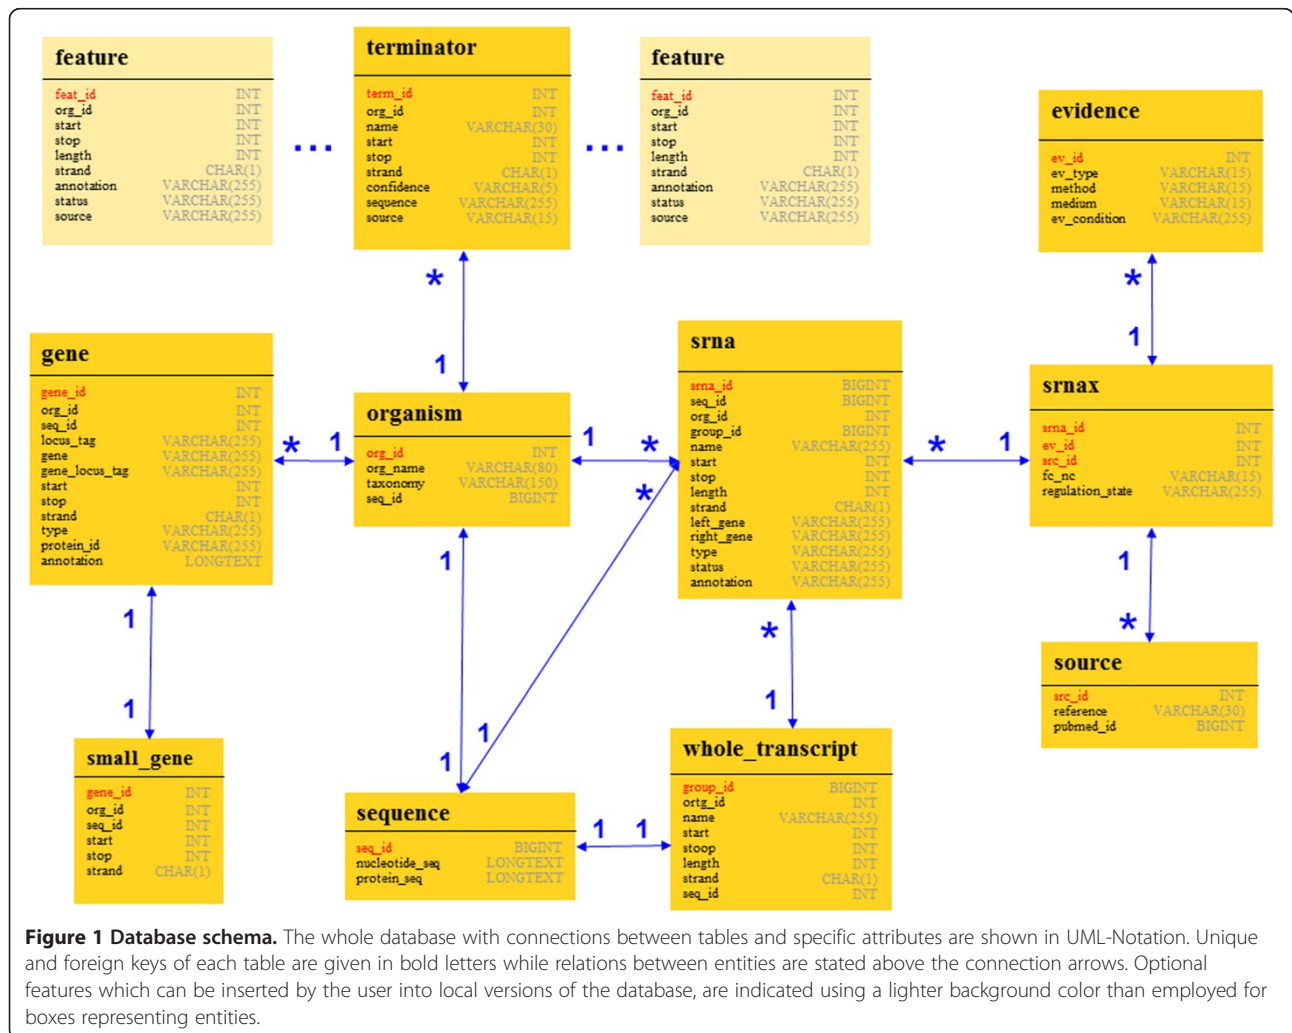 feature
feat_id INT
org_id INT
start INT
stop INT
length INT
strand CHAR(1)
annotation VARCHAR(255)
status VARCHAR(255)
source VARCHAR(255)
...
terminator
term_id INT
org_id INT
name VARCHAR(30)
start INT
stop INT
strand CHAR(1)
confidence VARCHAR(5)
sequence VARCHAR(255)
source VARCHAR(15)
...
feature
feat_id INT
org_id INT
start INT
stop INT
length INT
strand CHAR(1)
annotation VARCHAR(255)
status VARCHAR(255)
source VARCHAR(255)
evidence
ev_id INT
ev_type VARCHAR(15)
method VARCHAR(15)
medium VARCHAR(15)
ev_condition VARCHAR(255)
*
1
*
1
gene
gene_id INT
org_id INT
seq_id INT
locus_tag VARCHAR(255)
gene VARCHAR(255)
gene_locus_tag VARCHAR(255)
start INT
stop INT
strand CHAR(1)
type VARCHAR(255)
protein_id VARCHAR(255)
annotation LONGTEXT
* 1
organism
org_id INT
org_name VARCHAR(80)
taxonomy VARCHAR(150)
seq_id BIGINT
1 *
*
srna
srna_id BIGINT
seq_id BIGINT
org_id INT
group_id BIGINT
name VARCHAR(255)
start INT
stop INT
length INT
strand CHAR(1)
left_gene VARCHAR(255)
right_gene VARCHAR(255)
type VARCHAR(255)
status VARCHAR(255)
annotation VARCHAR(255)
* 1
srnax
srna_id INT
ev_id INT
src_id INT
fc_nc VARCHAR(15)
regulation_state VARCHAR(255)
1
1
1
1
1
1
*
1
1
*
small_gene
gene_id INT
org_id INT
seq_id INT
start INT
stop INT
strand CHAR(1)
sequence
seq_id BIGINT
nucleotide_seq LONGTEXT
protein_seq LONGTEXT
1 1
whole_transcript
group_id BIGINT
ortg_id INT
name VARCHAR(255)
start INT
stoop INT
length INT
strand CHAR(1)
seq_id INT
source
src_id INT
reference VARCHAR(30)
pubmed_id BIGINT
Figure 1 Database schema. The whole database with connections between tables and specific attributes are shown in UML-Notation. Unique
and foreign keys of each table are given in bold letters while relations between entities are stated above the connection arrows. Optional
features which can be inserted by the user into local versions of the database, are indicated using a lighter background color than employed for
boxes representing entities.